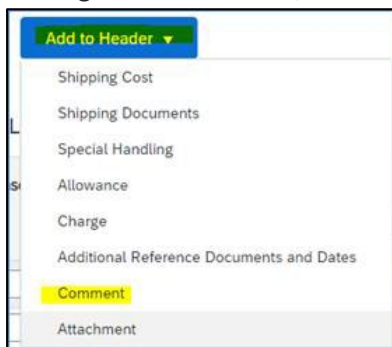 Add to Header ▼
Shipping Cost
Shipping Documents
Special Handling
Allowance
Charge
Additional Reference Documents and Dates
Comment
Attachment